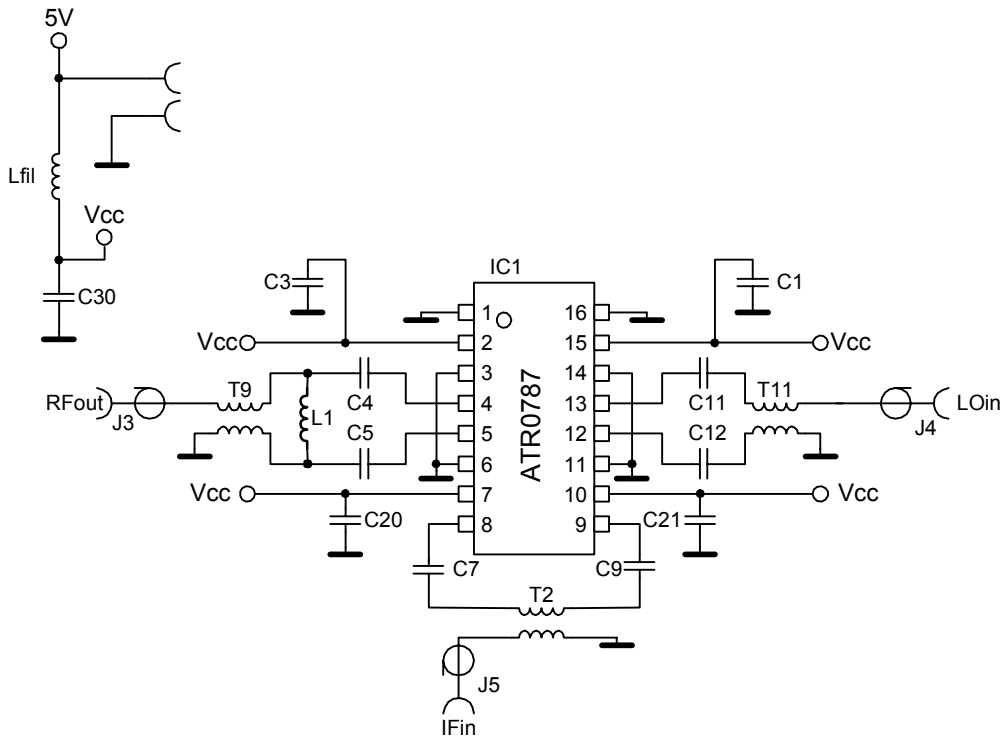 5V
Lfil
Vcc
C30
C3
IC1
C1
1
16
Vcc
2
15
Vcc
3
14
T9
C4
T11
RFout
4
13
C11
LOin
J3
L1
ATR0787
J4
C5
5
12
C12
6
11
Vcc
7
10
Vcc
C20
8
9
C21
C7
C9
T2
J5
IFin